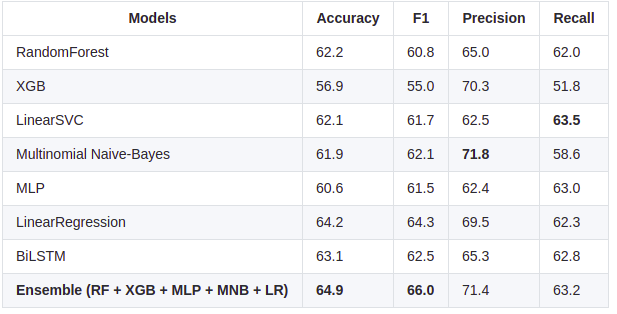 Models Accuracy F1 Precision Recall
RandomForest 62.2 60.8 65.0 62.0
XGB 56.9 55.0 70.3 51.8
LinearSVC 62.1 61.7 62.5 63.5
Multinomial Naive-Bayes 61.9 62.1 71.8 58.6
MLP 60.6 61.5 62.4 63.0
LinearRegression 64.2 64.3 69.5 62.3
BiLSTM 63.1 62.5 65.3 62.8
Ensemble (RF + XGB + MLP + MNB + LR) 64.9 66.0 71.4 63.2